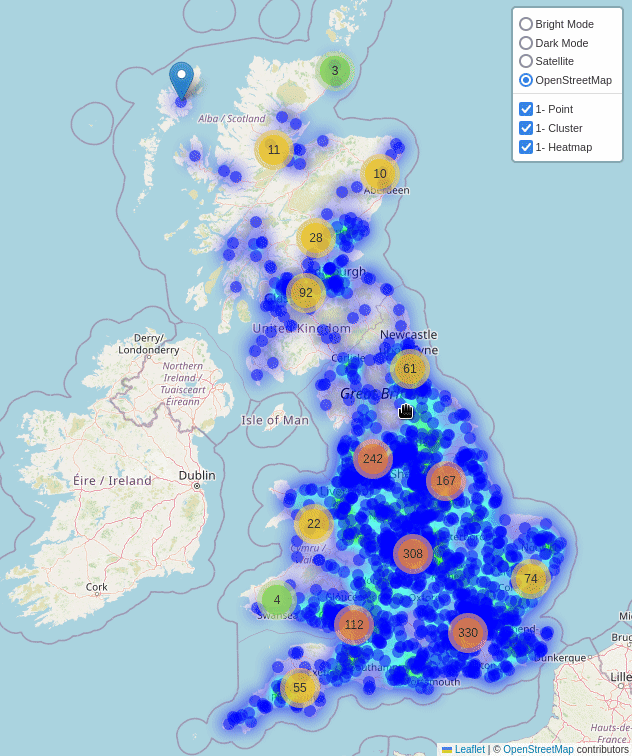 Bright Mode
Dark Mode
Satellite
OpenStreetMap
1- Point
1- Cluster
1- Heatmap
3
Alba / Scotland
11
10
Aberdeen
28
92
United Kingdom
Newcastle
61
Derry/
Londonderry
Northern
Ireland /
Tuaisceart
Éireann
Isle of Man
242
167
Dublin
Éire / Ireland
22
Cymru /
308
74
Cork
4
Swansea
112
330
Dunkerque
Lille
55
Hauts-de-
France
Leaflet | © OpenStreetMap contributors